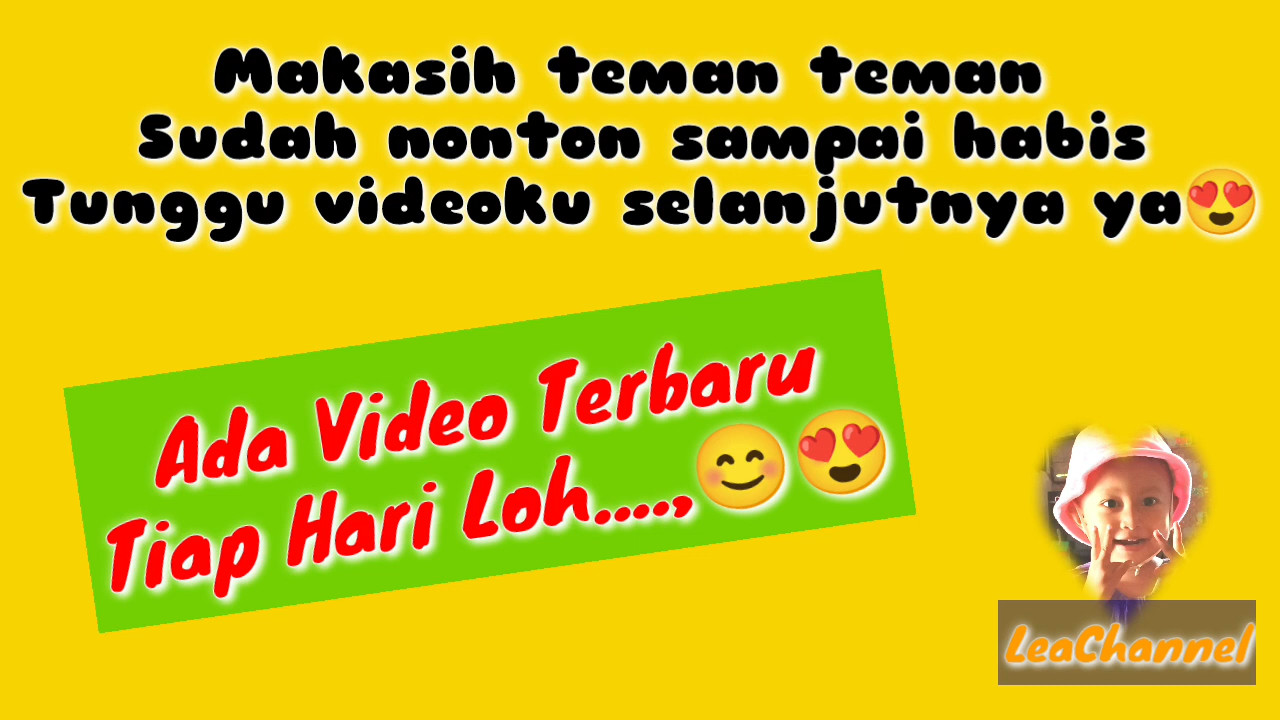 Makasih teman teman
Sudah nonton sampai habis
Tunggu videoku selanjutnya ya😍
Ada Video Terbaru
Tiap Hari Loh....,😊😍
LeaChannel